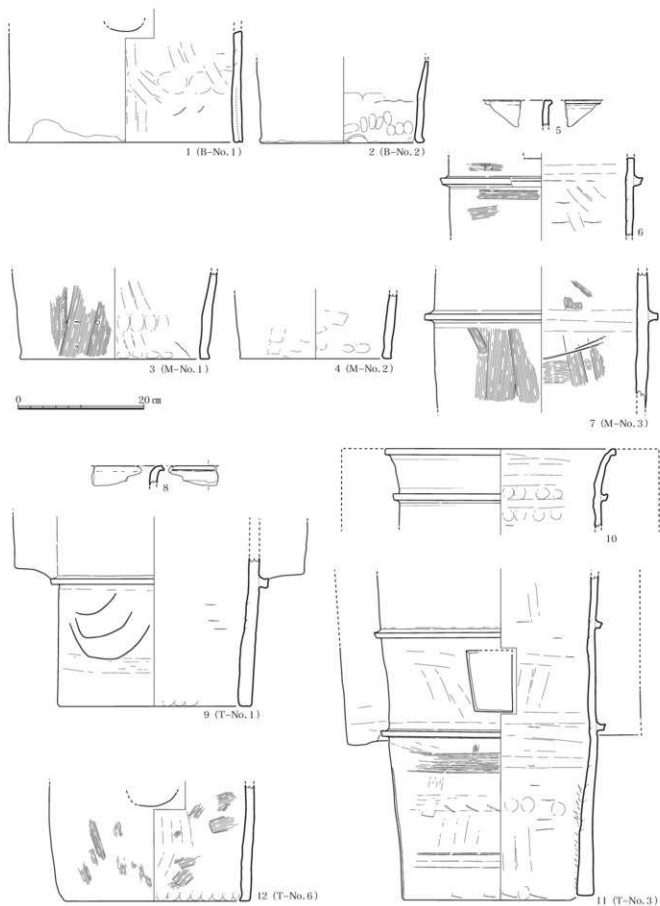 1 (B-No. 1)
2 (B-No. 2)
5
6
3 (M-No. 1)
4 (M-No. 2)
7 (M-No. 3)
0 20 cm
8
10
9 (T-No. 1)
12 (T-No. 6)
11 (T-No. 3)